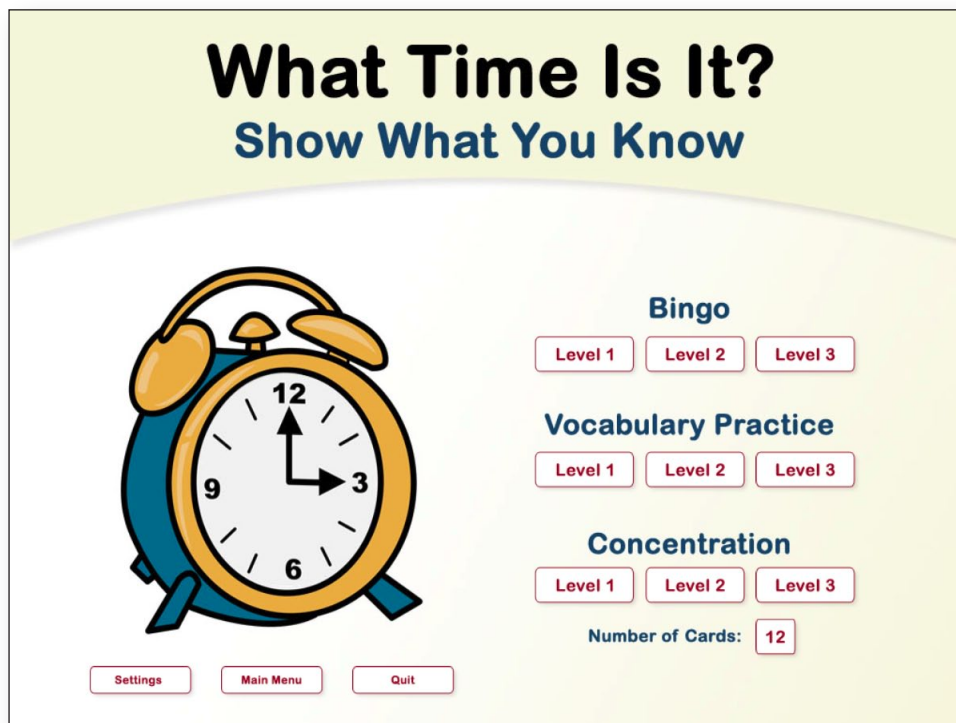 What Time Is It?
Show What You Know
12
3
6
9
Bingo
Level 1 Level 2 Level 3
Vocabulary Practice
Level 1 Level 2 Level 3
Concentration
Level 1 Level 2 Level 3
Number of Cards: 12
Settings Main Menu Quit